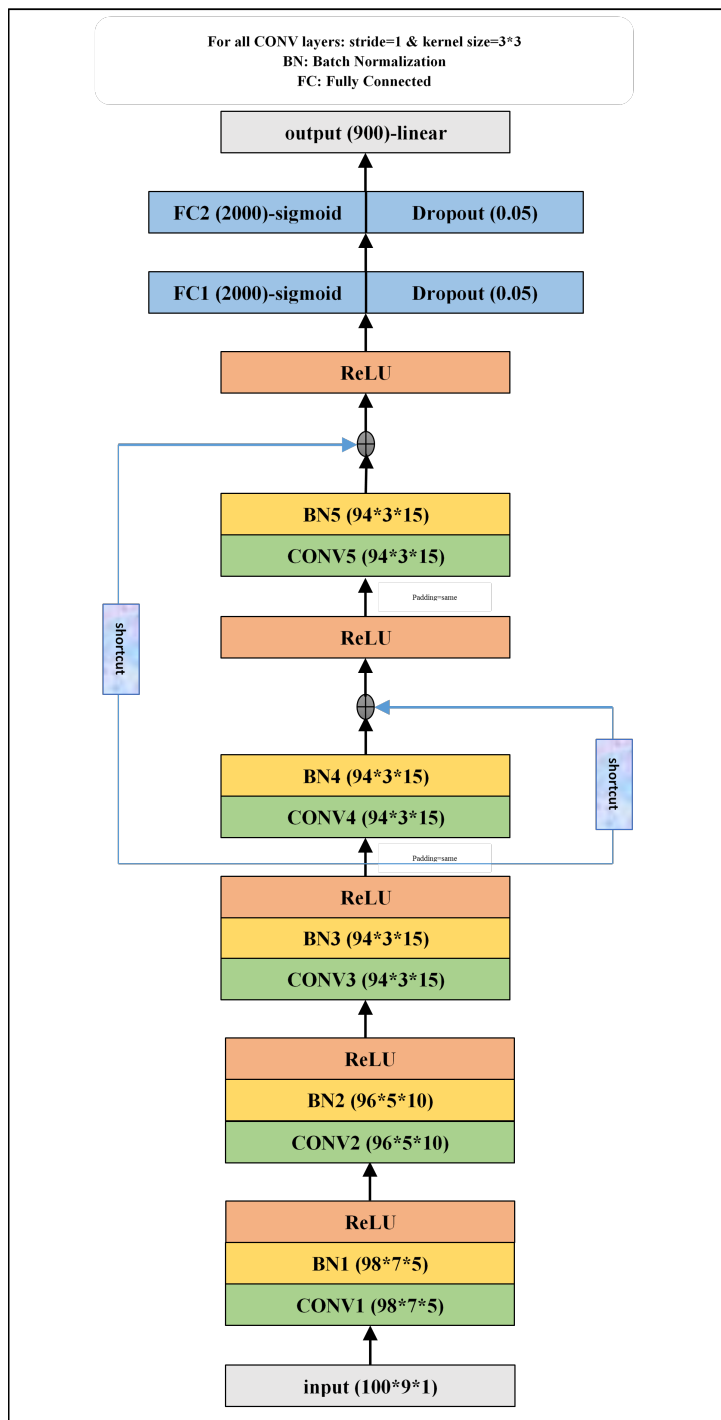 For all CONV layers: stride=1 & kernel size=3*3
BN: Batch Normalization
FC: Fully Connected
output (900)-linear
FC2 (2000)-sigmoid
Dropout (0.05)
FC1 (2000)-sigmoid
Dropout (0.05)
ReLU
BN5 (94*3*15)
CONV5 (94*3*15)
Padding=same
shortcut
ReLU
BN4 (94*3*15)
shortcut
CONV4 (94*3*15)
Padding=same
ReLU
BN3 (94*3*15)
CONV3 (94*3*15)
ReLU
BN2 (96*5*10)
CONV2 (96*5*10)
ReLU
BN1 (98*7*5)
CONV1 (98*7*5)
input (100*9*1)